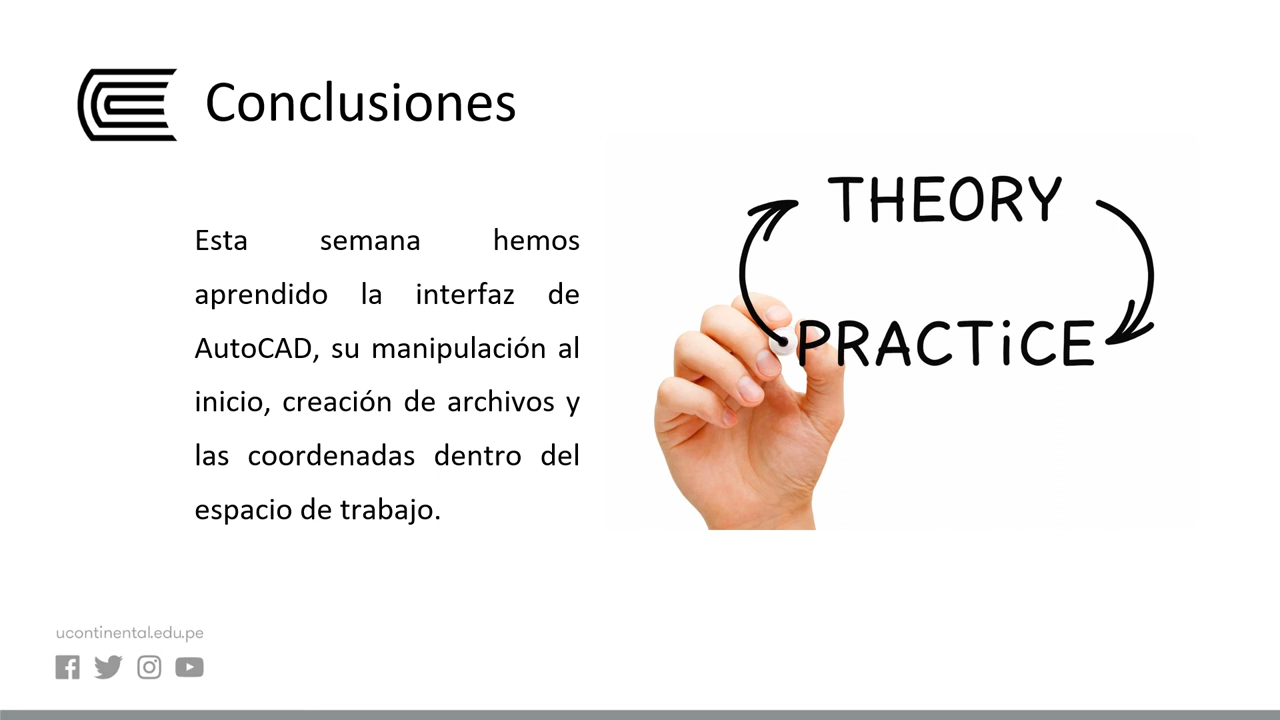 Conclusiones
Esta semana hemos
aprendido la interfaz de
AutoCAD, su manipulación al
inicio, creación de archivos y
las coordenadas dentro del
espacio de trabajo.
THEORY
PRACTiCE
ucontinental.edu.pe